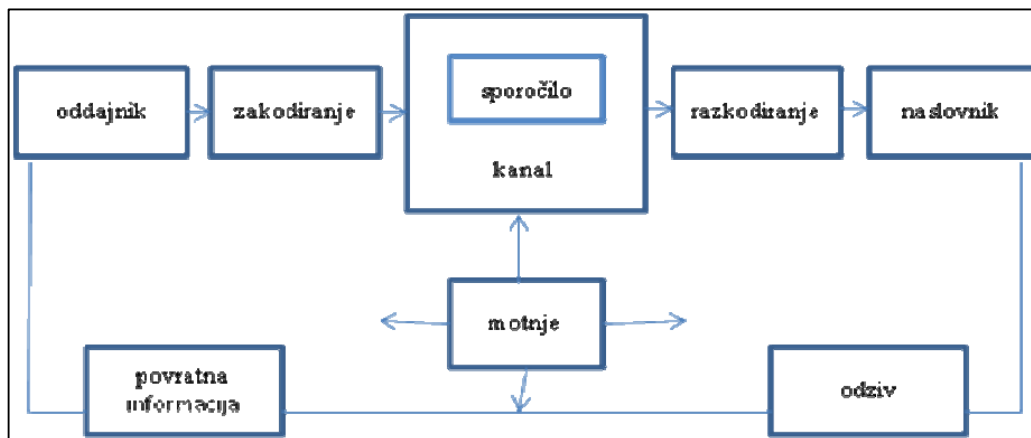 oddajnik
zakodiranje
sporočilo
kanal
razkodiranje
naslovnik
motnje
povratna
informacija
odziv